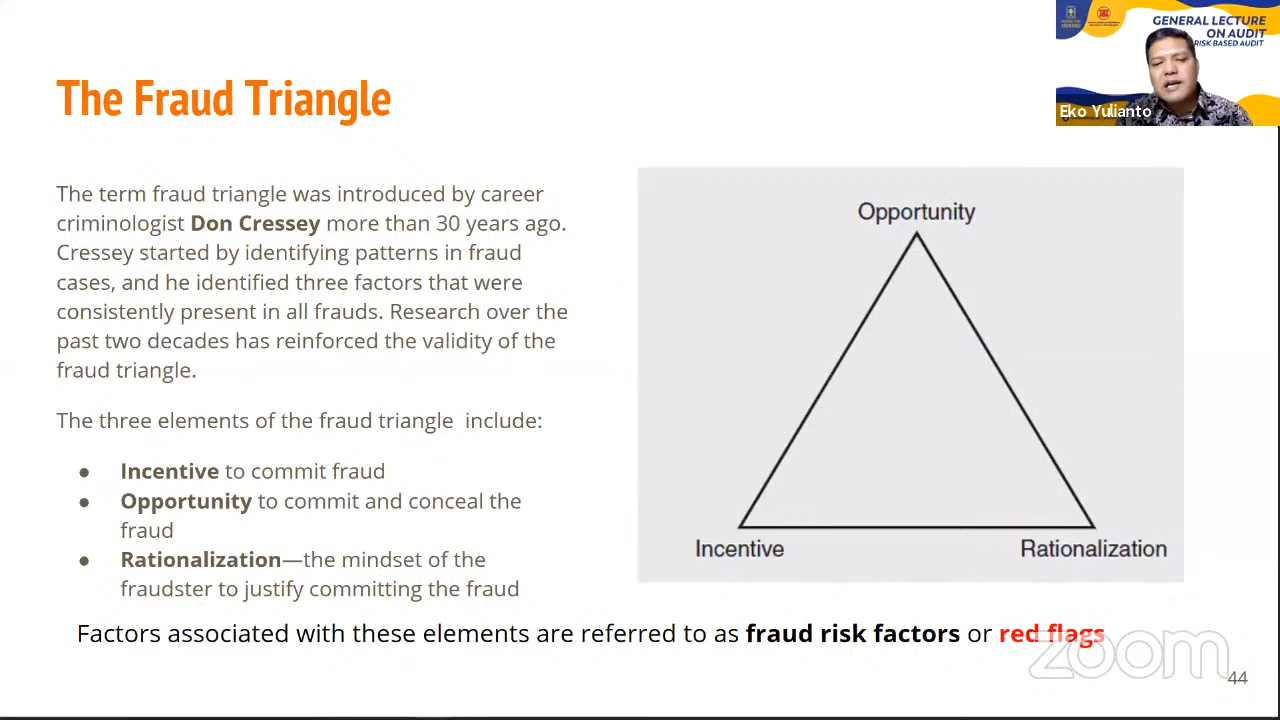 GENERAL LECTURE
ON AUDIT
RISK BASED AUDIT
Eko Yulianto
The Fraud Triangle
The term fraud triangle was introduced by career
criminologist Don Cressey more than 30 years ago.
Cressey started by identifying patterns in fraud
cases, and he identified three factors that were
consistently present in all frauds. Research over the
past two decades has reinforced the validity of the
fraud triangle.
The three elements of the fraud triangle include:
● Incentive to commit fraud
● Opportunity to commit and conceal the
fraud
● Rationalization—the mindset of the
fraudster to justify committing the fraud
Opportunity
Incentive
Rationalization
Factors associated with these elements are referred to as fraud risk factors or red flags
zoom
44